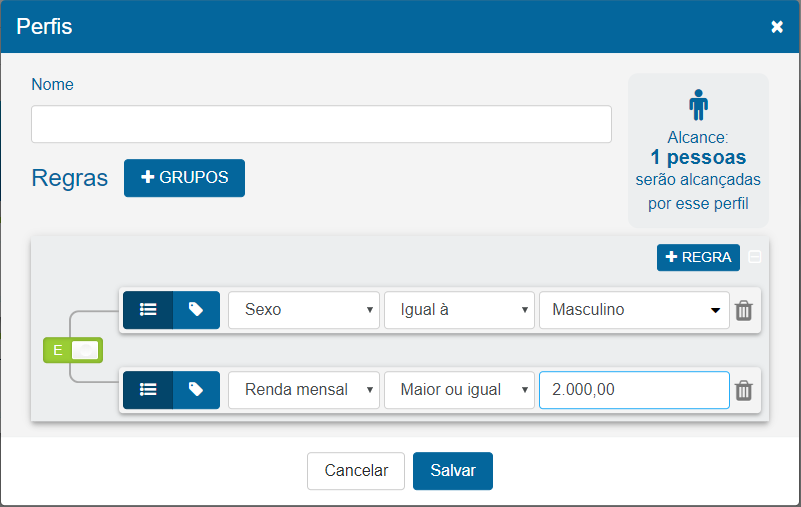 Perfis
Nome
Alcance:
1 pessoas
serão alcançadas
por esse perfil
Regras
GRUPOS
REGRA
Sexo
Igual à
Masculino
E
Renda mensal
Maior ou igual
2.000,00
Cancelar
Salvar